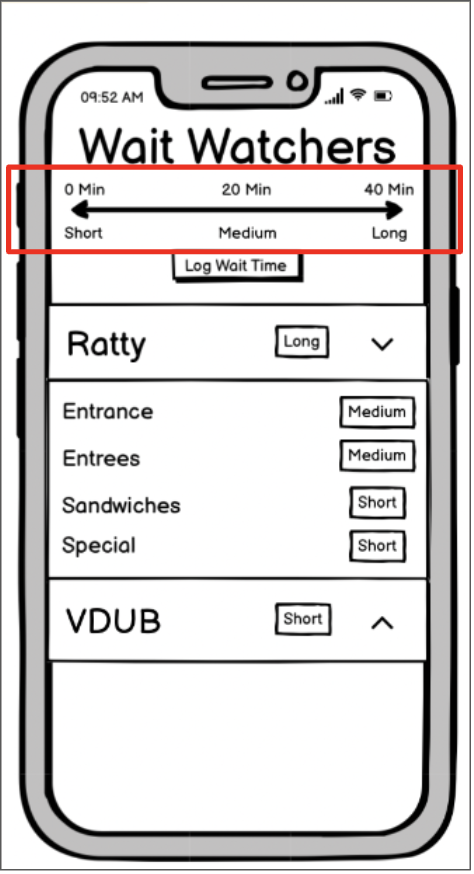 09:52 AM
Wait Watchers
0 Min 20 Min 40 Min
Short Medium Long
Log Wait Time
Ratty Long
Entrance Medium
Entrees Medium
Sandwiches Short
Special Short
VDUB Short